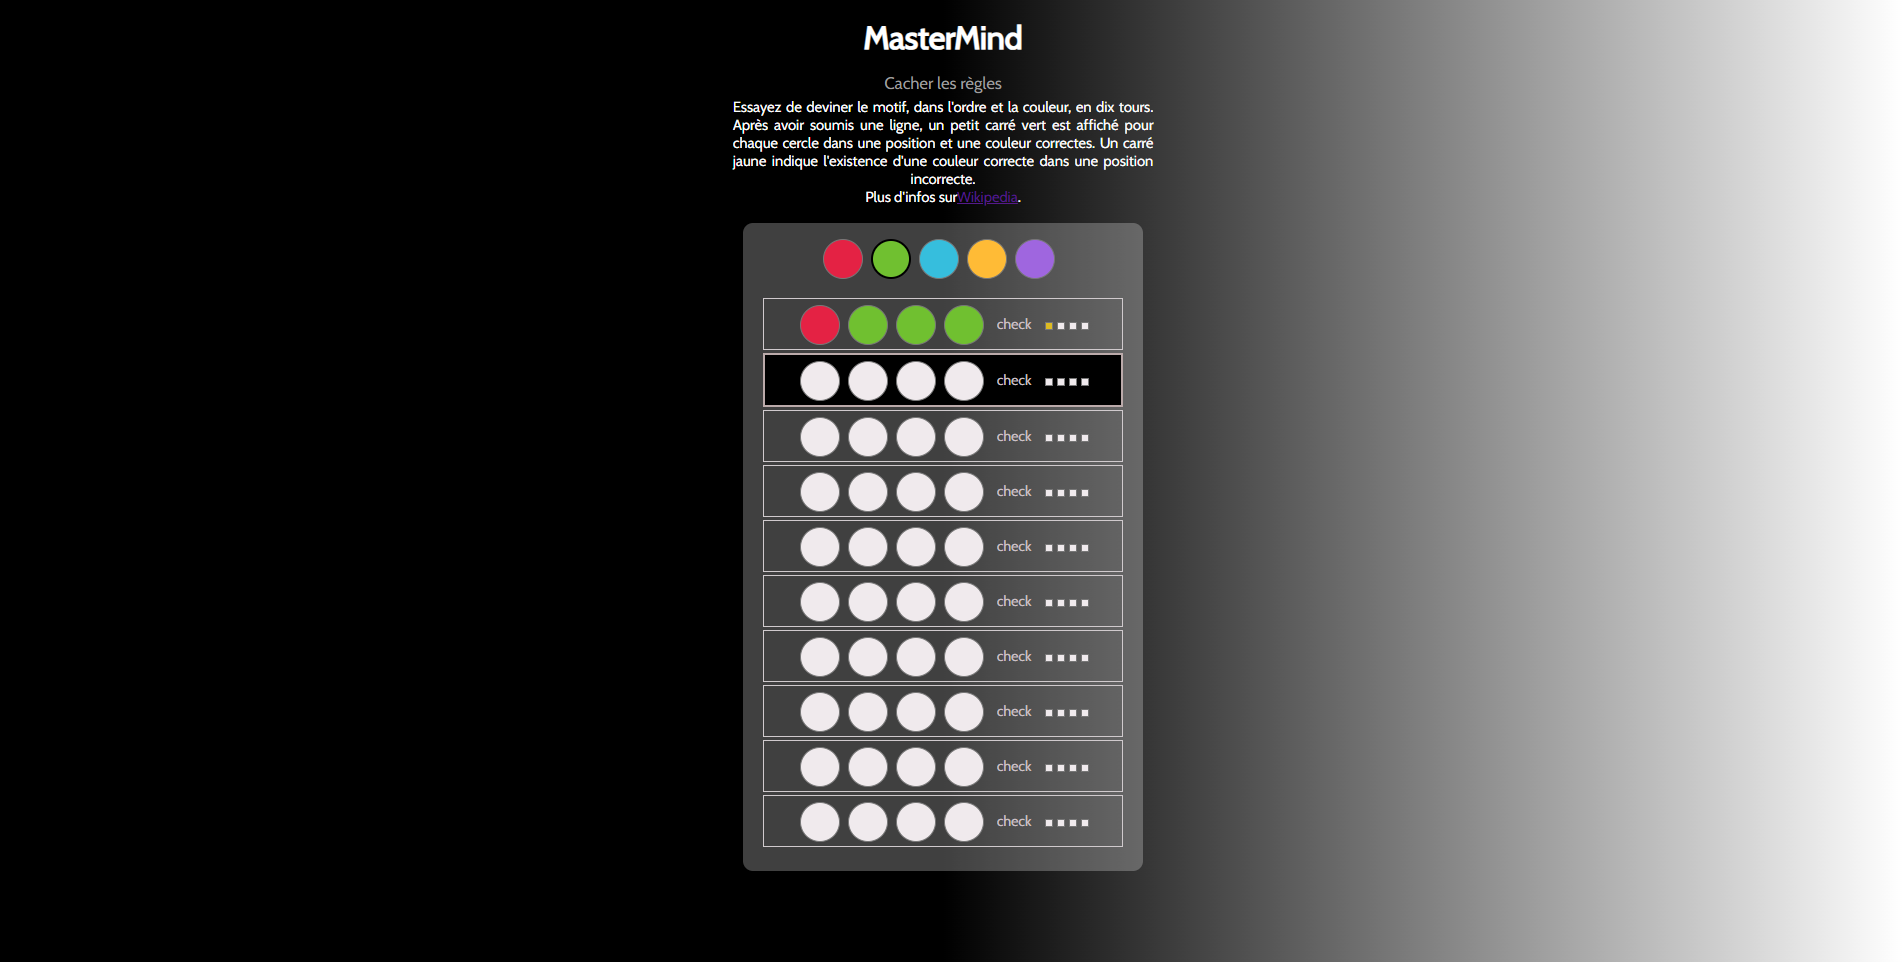 MasterMind
Cacher les règles
Essayez de deviner le motif, dans l'ordre et la couleur, en dix tours.
Après avoir soumis une ligne, un petit carré vert est affiché pour
chaque cercle dans une position et une couleur correctes. Un carré
jaune indique l'existence d'une couleur correcte dans une position
incorrecte.
Plus d'infos surWikipedia.
check
check
check
check
check
check
check
check
check
check